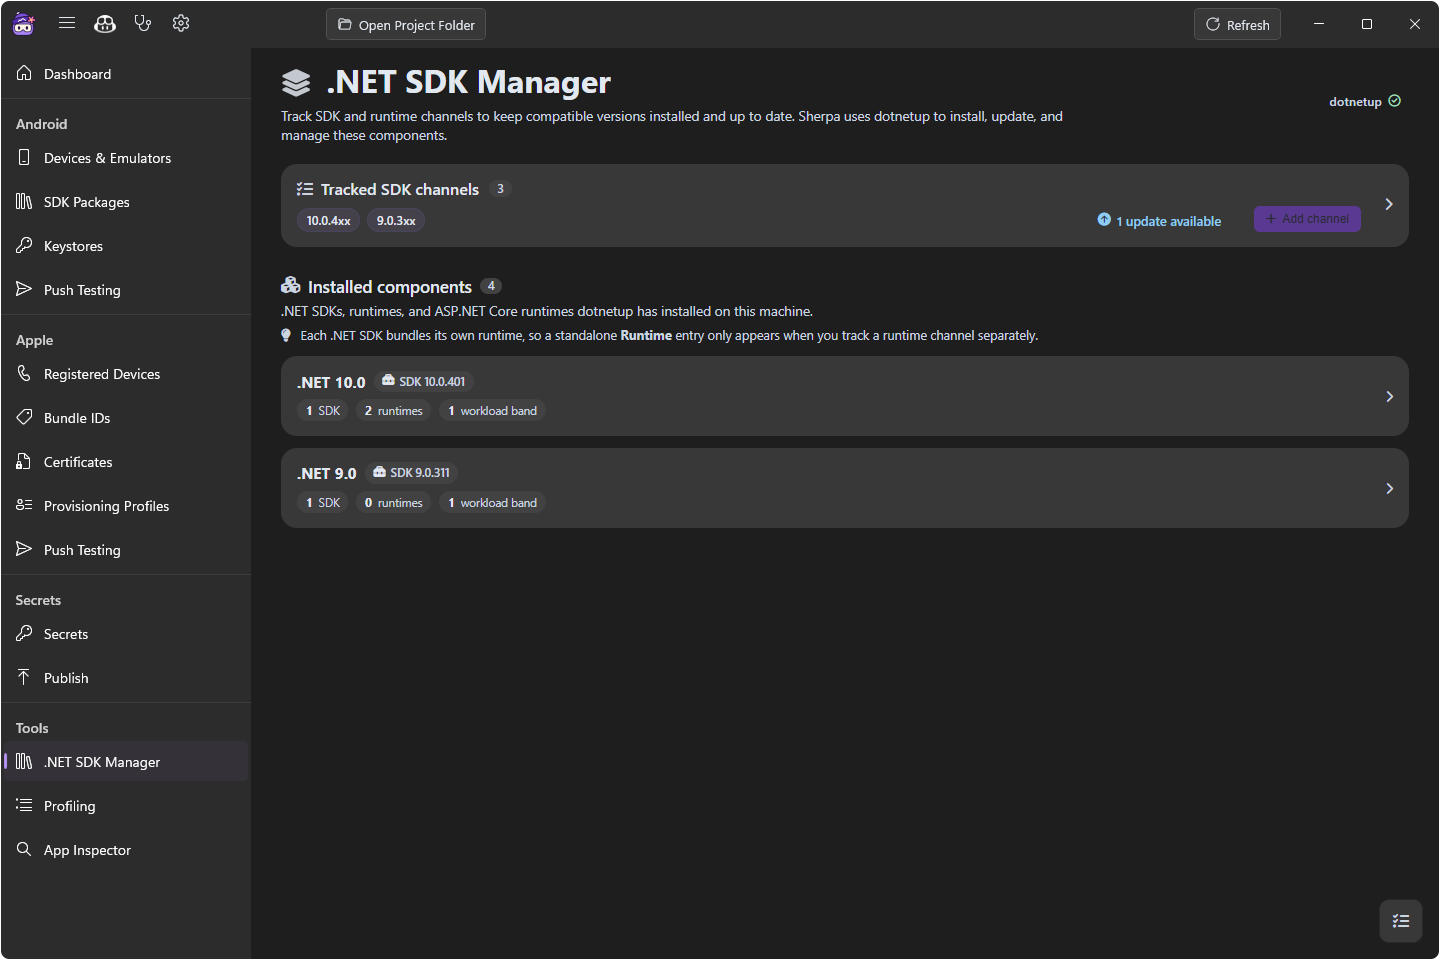 Open Project Folder
Refresh
Dashboard
Android
Devices & Emulators
SDK Packages
Keystores
Push Testing
Apple
Registered Devices
Bundle IDs
Certificates
Provisioning Profiles
Push Testing
Secrets
Secrets
Publish
Tools
.NET SDK Manager
Profiling
App Inspector
.NET SDK Manager
Track SDK and runtime channels to keep compatible versions installed and up to date. Sherpa uses dotnetup to install, update, and
manage these components.
dotnetup
Tracked SDK channels 3
10.0.4xx 9.0.3xx
1 update available
+ Add channel
Installed components 4
.NET SDKs, runtimes, and ASP.NET Core runtimes dotnetup has installed on this machine.
Each .NET SDK bundles its own runtime, so a standalone Runtime entry only appears when you track a runtime channel separately.
.NET 10.0 SDK 10.0.401
1 SDK 2 runtimes 1 workload band
.NET 9.0 SDK 9.0.311
1 SDK 0 runtimes 1 workload band